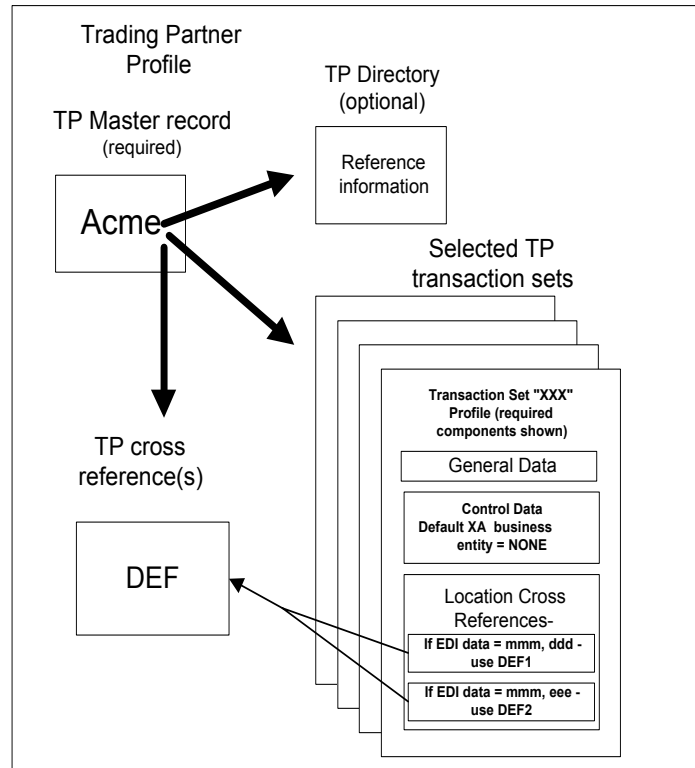 Trading Partner
Profile
TP Master record
(required)
Acme
TP Directory
(optional)
Reference
information
Selected TP
transaction sets
Transaction Set "XXX"
Profile (required
components shown)
General Data
Control Data
Default XA business
entity = NONE
Location Cross
References-
If EDI data = mmm, ddd -
use DEF1
If EDI data = mmm, eee -
use DEF2
TP cross
reference(s)
DEF